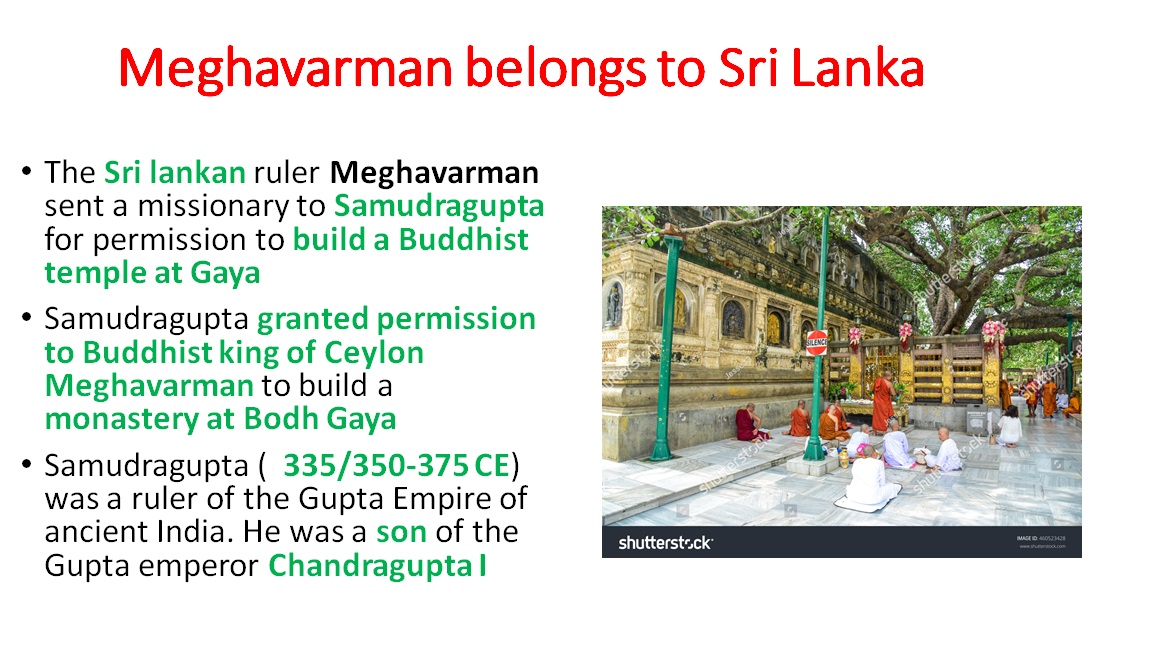 Meghavarman belongs to Sri Lanka
• The Sri lankan ruler Meghavarman
sent a missionary to Samudragupta
for permission to build a Buddhist
temple at Gaya
• Samudragupta granted permission
to Buddhist king of Ceylon
Meghavarman to build a
monastery at Bodh Gaya
• Samudragupta (  335/350-375 CE)
was a ruler of the Gupta Empire of
ancient India. He was a son of the
Gupta emperor Chandragupta I
SILENCE
shutterstock
IMAGE ID: 460523428
www.shutterstock.com